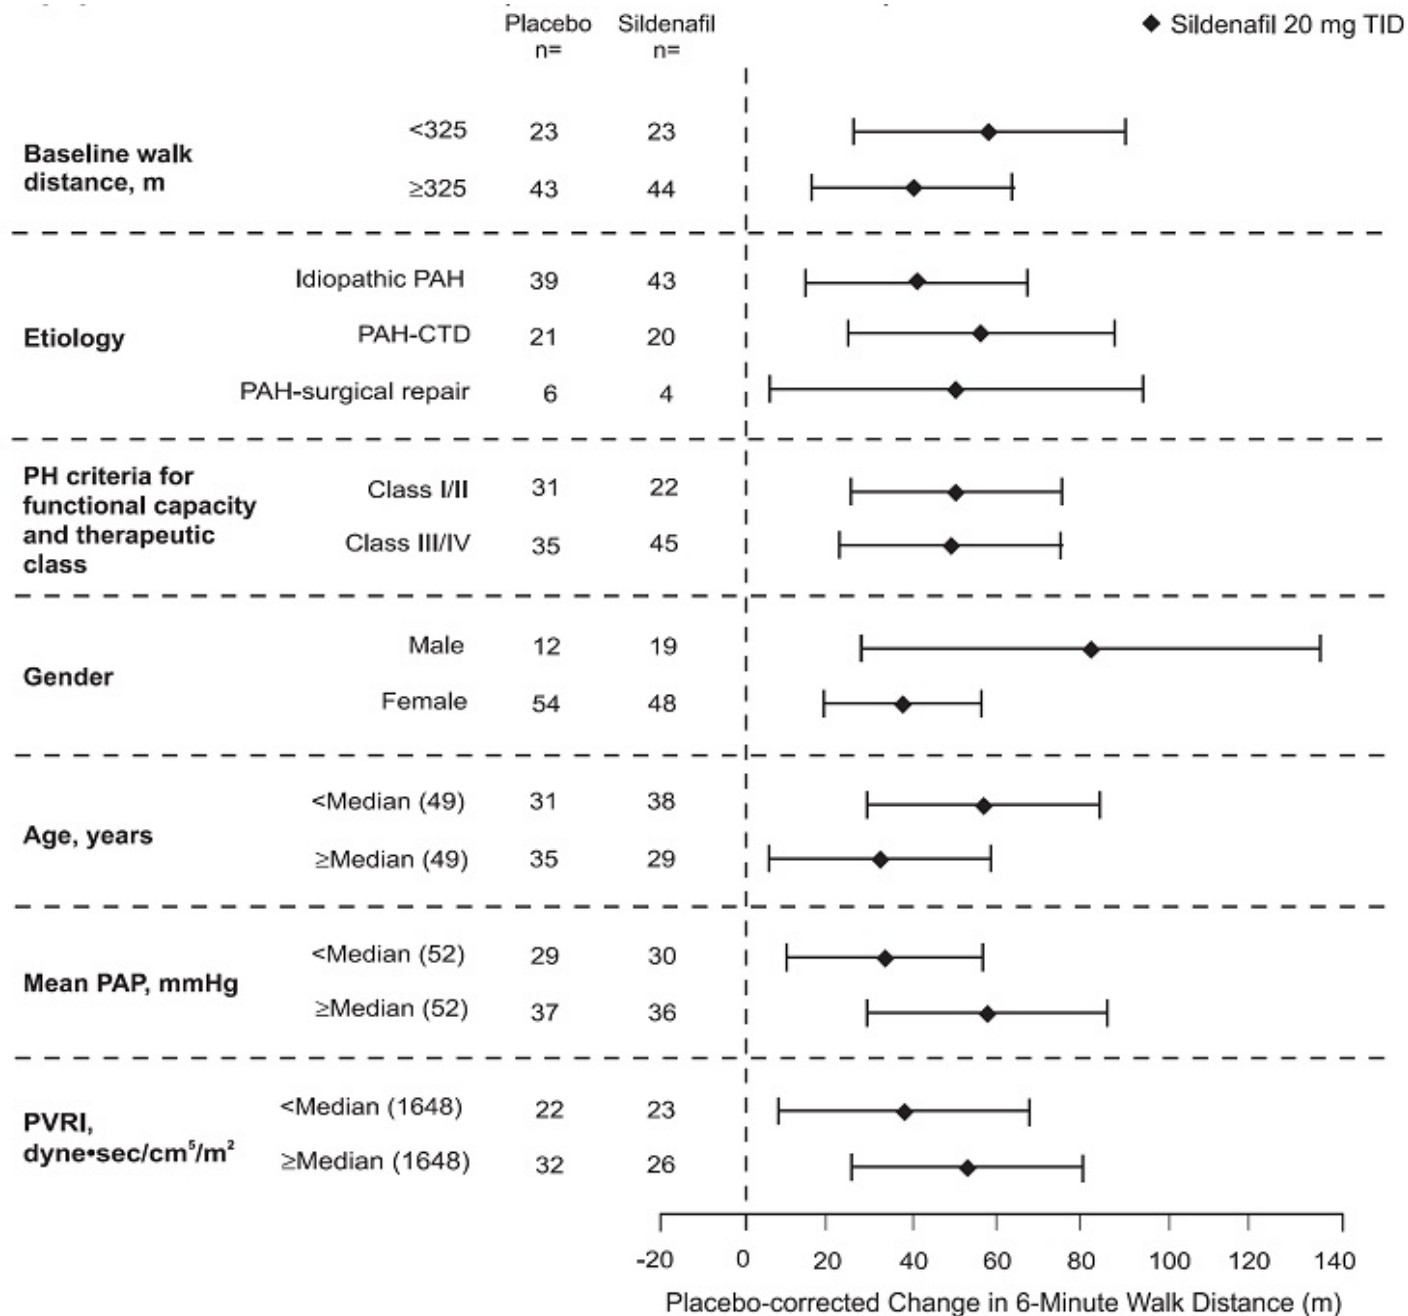 Placebo Sildenafil ◆ Sildenafil 20 mg TID
n= n=
<325 23 23
Baseline walk
distance, m
≥325 43 44
Idiopathic PAH 39 43
Etiology PAH-CTD 21 20
PAH-surgical repair 6 4
PH criteria for
functional capacity
and therapeutic
class
Class I/II 31 22
Class III/IV 35 45
Male 12 19
Gender
Female 54 48
<Median (49) 31 38
Age, years
≥Median (49) 35 29
<Median (52) 29 30
Mean PAP, mmHg
≥Median (52) 37 36
<Median (1648) 22 23
PVRI,
dyne•sec/cm⁵/m²
≥Median (1648) 32 26
-20 0 20 40 60 80 100 120 140
Placebo-corrected Change in 6-Minute Walk Distance (m)